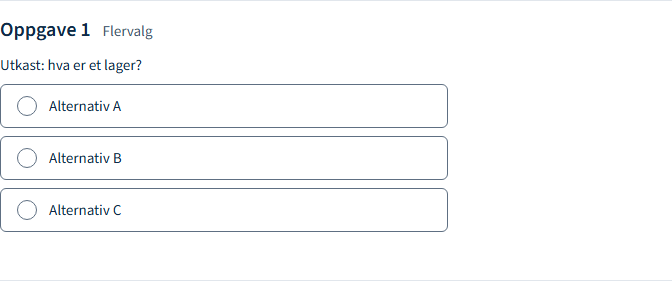 Oppgave 1 Flervalg
Utkast: hva er et lager?
Alternativ A
Alternativ B
Alternativ C